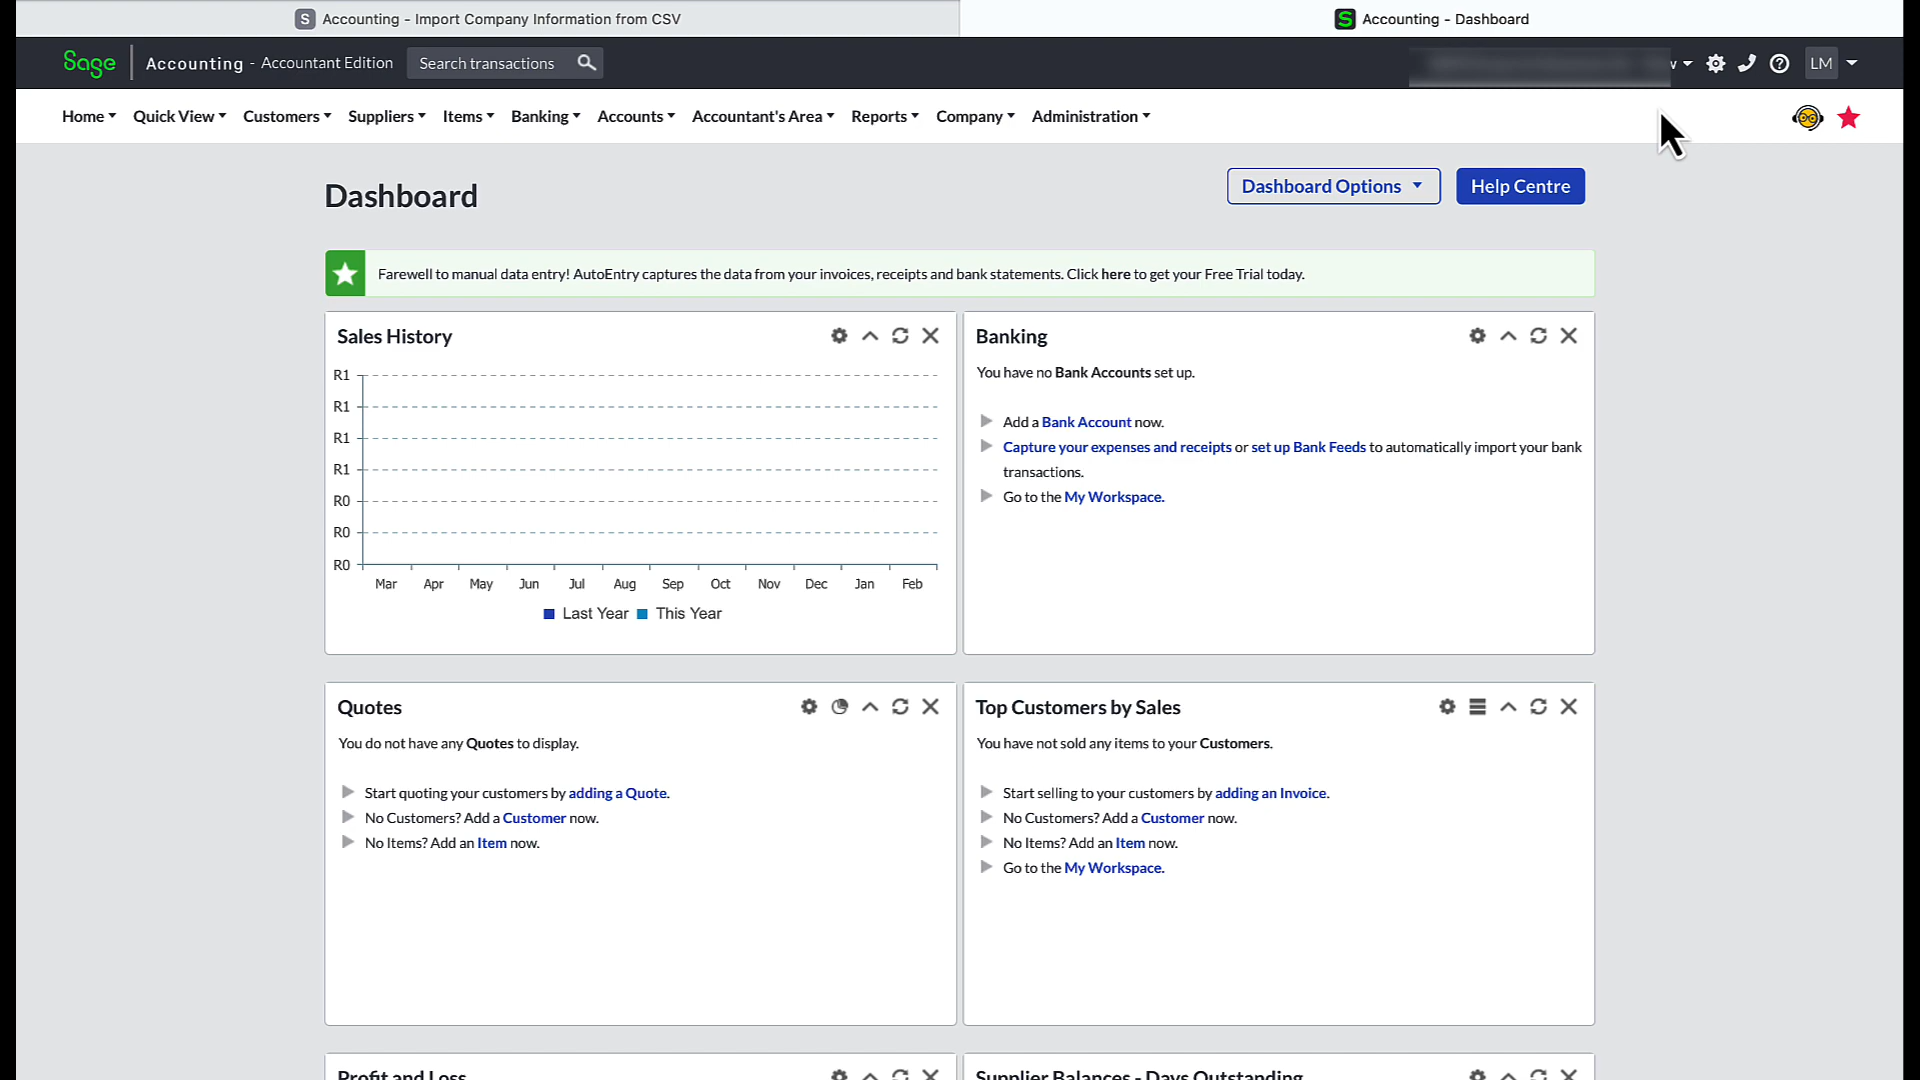 S Accounting - Import Company Information from CSV
S Accounting - Dashboard
Sage Accounting - Accountant Edition Search transactions LM
Home Quick View Customers Suppliers Items Banking Accounts Accountant's Area Reports Company Administration
Dashboard
Dashboard Options Help Centre
Farewell to manual data entry! AutoEntry captures the data from your invoices, receipts and bank statements. Click here to get your Free Trial today.
Sales History
R1
R1
R1
R1
R0
R0
R0
Mar Apr May Jun Jul Aug Sep Oct Nov Dec Jan Feb
Last Year This Year
Banking
You have no Bank Accounts set up.
Add a Bank Account now.
Capture your expenses and receipts or set up Bank Feeds to automatically import your bank
transactions.
Go to the My Workspace.
Quotes
You do not have any Quotes to display.
Start quoting your customers by adding a Quote.
No Customers? Add a Customer now.
No Items? Add an Item now.
Top Customers by Sales
You have not sold any items to your Customers.
Start selling to your customers by adding an Invoice.
No Customers? Add a Customer now.
No Items? Add an Item now.
Go to the My Workspace.
Profit and Loss
Supplier Balances - Days Outstanding